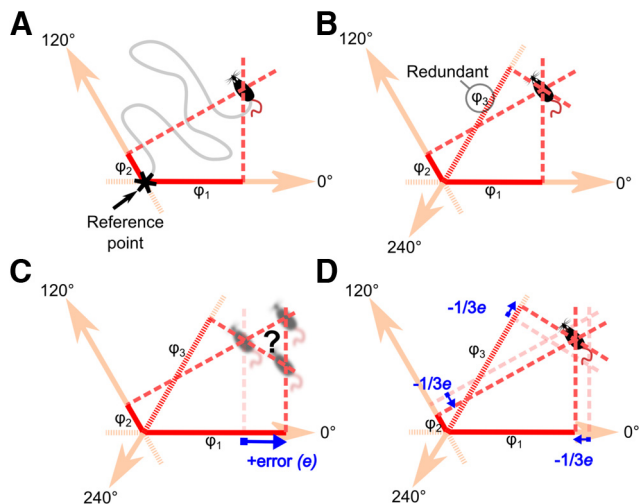 A
120°
φ2
φ1
0°
Reference
point
B
Redundant
120°
φ3
φ2
φ1
0°
240°
C
120°
?
φ3
φ2
φ1
0°
+error (e)
240°
D
120°
-1/3e
φ3
-1/3e
φ2
φ1
0°
-1/3e
240°